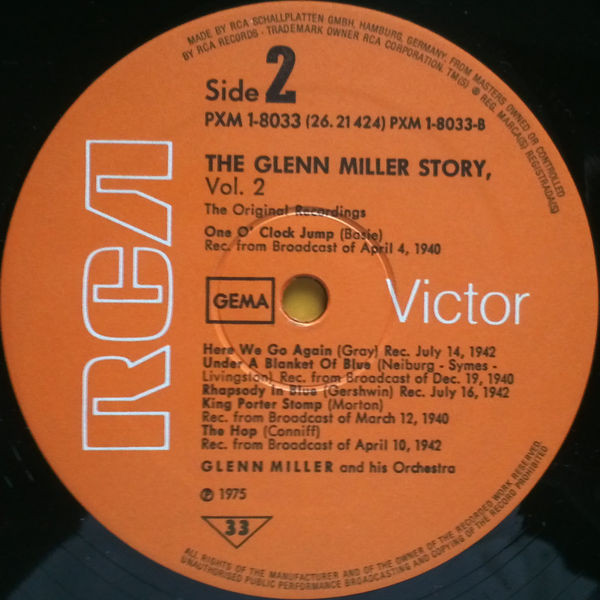 MADE BY RCA SCHALLPLATTEN GMBH, HAMBURG, GERMANY, FROM MASTERS OWNED OR CONTROLLED
BY RCA RECORDS · TRADEMARK OWNER RCA CORPORATION. TM(S) ® REG. MARCA(S) REGISTRADA(S)
Side 2
PXM 1-8033 (26.21 424) PXM 1-8033-B
THE GLENN MILLER STORY,
Vol. 2
The Original Recordings
One O' Clock Jump (Basie)
Rec. from Broadcast of April 4, 1940
RCA
GEMA
Victor
Here We Go Again (Gray) Rec. July 14, 1942
Under A Blanket Of Blue (Neiburg - Symes -
Livingston) Rec. from Broadcast of Dec. 19, 1940
Rhapsody In Blue (Gershwin) Rec. July 16, 1942
King Porter Stomp (Morton)
Rec. from Broadcast of March 12, 1940
The Hop (Conniff)
Rec. from Broadcast of April 10, 1942
GLENN MILLER and his Orchestra
℗ 1975
33
ALL RIGHTS OF THE MANUFACTURER AND OF THE OWNER OF THE RECORDED WORK RESERVED.
UNAUTHORISED PUBLIC PERFORMANCE BROADCASTING AND COPYING OF THE RECORD PROHIBITED